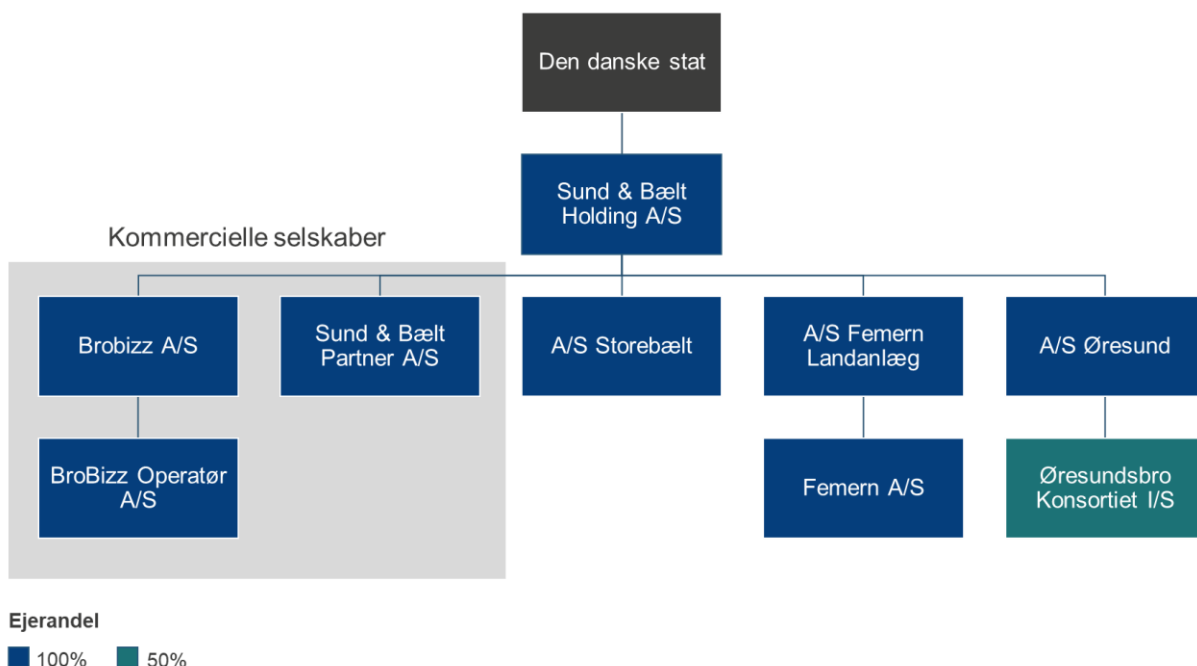 Den danske stat
Sund & Bælt
Holding A/S
Kommercielle selskaber
Brobizz A/S
Sund & Bælt
Partner A/S
A/S Storebælt
A/S Femern
Landanlæg
A/S Øresund
BroBizz Operatør
A/S
Femern A/S
Øresundsbro
Konsortiet I/S
Ejerandel
100%
50%